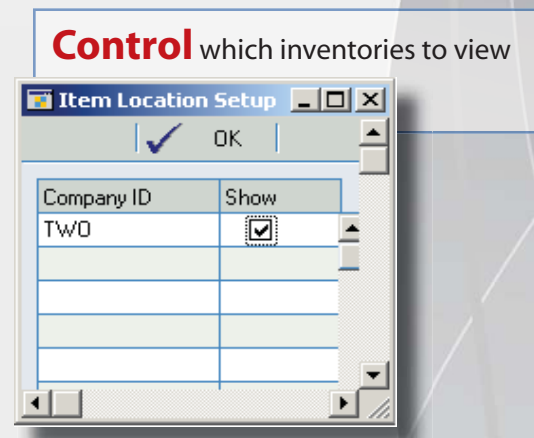 Control which inventories to view
Item Location Setup
OK
Company ID Show
TWO